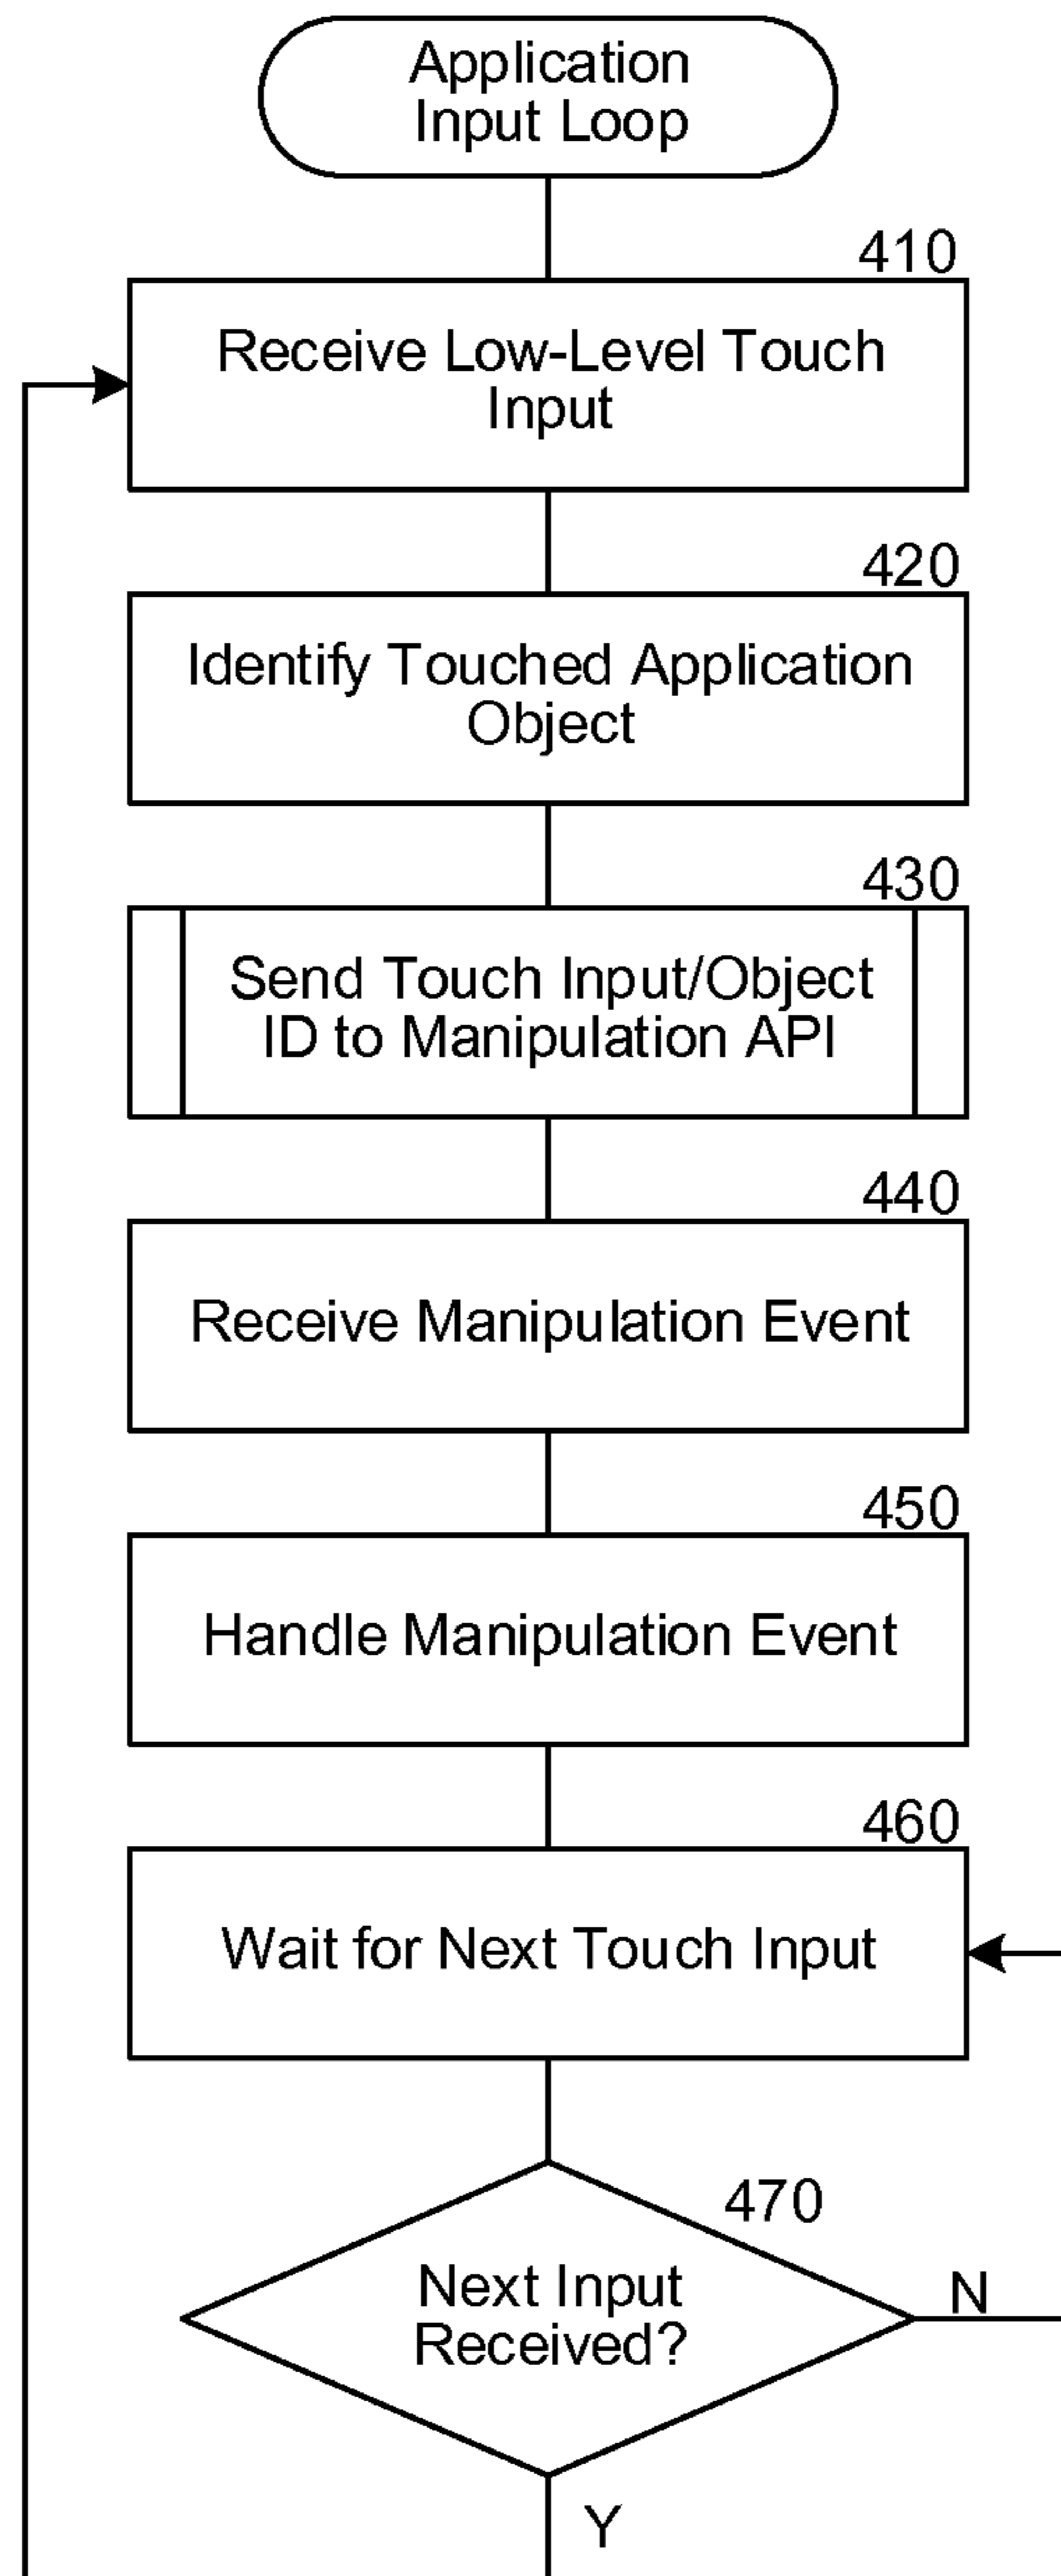 Application
Input Loop
410
Receive Low-Level Touch
Input
420
Identify Touched Application
Object
430
Send Touch Input/Object
ID to Manipulation API
440
Receive Manipulation Event
450
Handle Manipulation Event
460
Wait for Next Touch Input
470
Next Input
Received?
N
Y